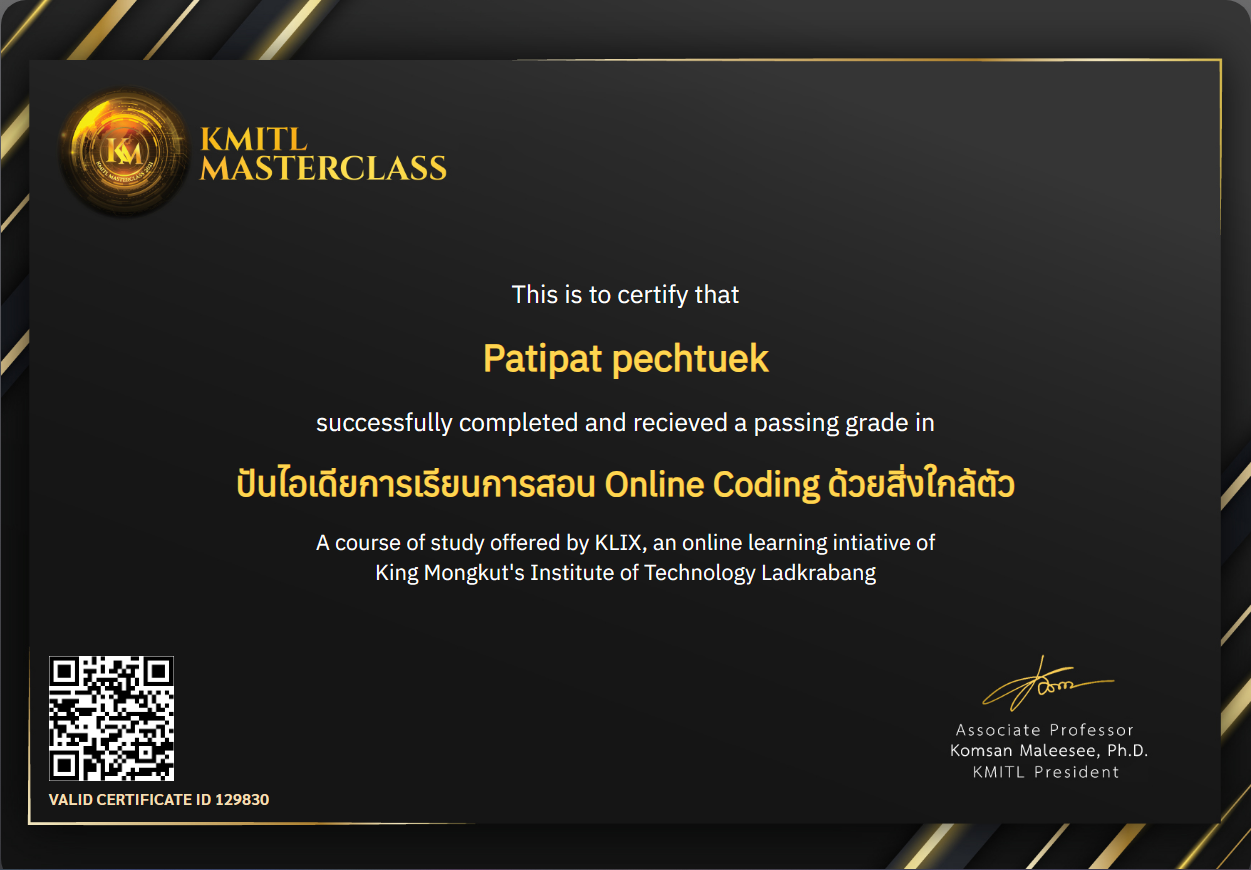 KM
KMITL MASTERCLASS 2021
KMITL
MASTERCLASS
This is to certify that
Patipat pechtuek
successfully completed and recieved a passing grade in
ปันไอเดียการเรียนการสอน Online Coding ด้วยสิ่งใกล้ตัว
A course of study offered by KLIX, an online learning intiative of
King Mongkut's Institute of Technology Ladkrabang
Associate Professor
Komsan Maleesee, Ph.D.
KMITL President
VALID CERTIFICATE ID 129830